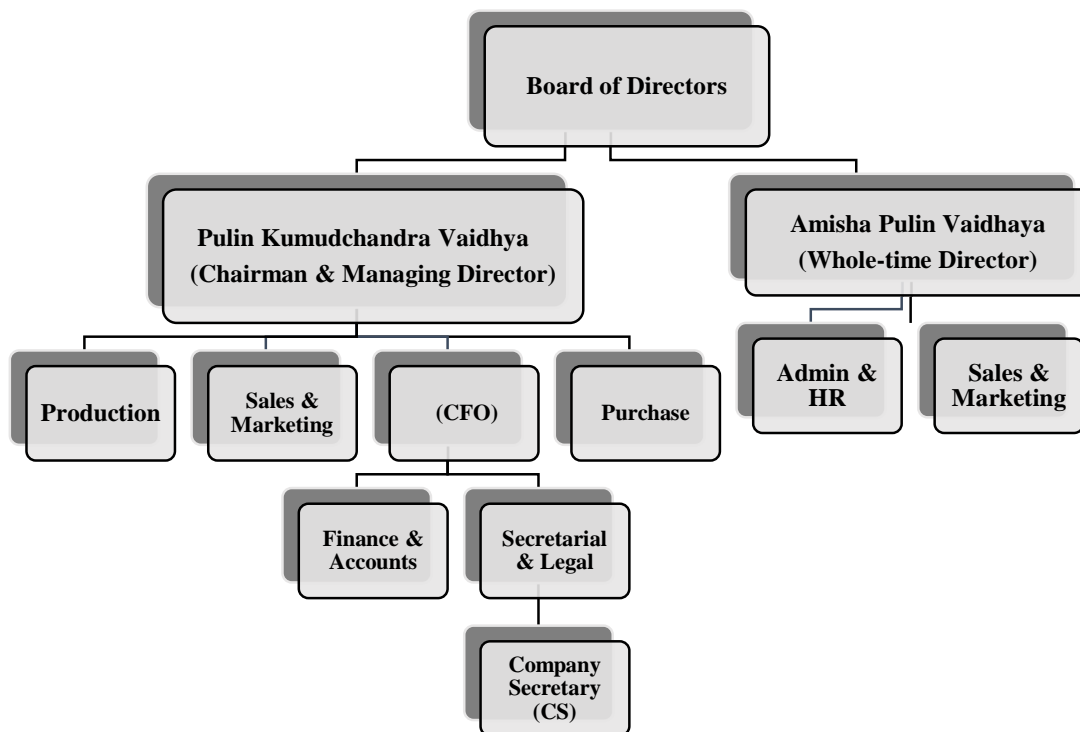 Board of Directors
Pulin Kumudchandra Vaidhya
(Chairman & Managing Director)
Amisha Pulin Vaidhaya
(Whole-time Director)
Production
Sales &
Marketing
(CFO)
Purchase
Admin &
HR
Sales &
Marketing
Finance &
Accounts
Secretarial
& Legal
Company
Secretary
(CS)